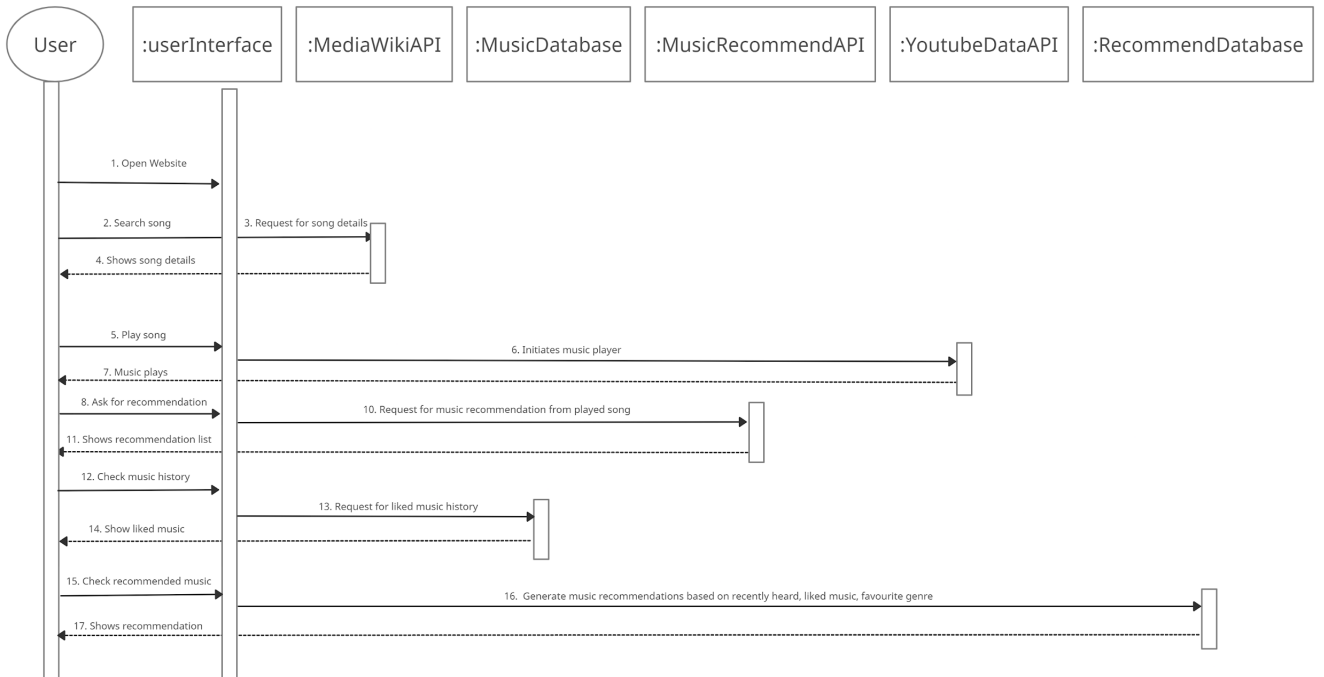 User
:userInterface
:MediaWikiAPI
:MusicDatabase
:MusicRecommendAPI
:YoutubeDataAPI
:RecommendDatabase
1. Open Website
2. Search song
3. Request for song details
4. Shows song details
5. Play song
6. Initiates music player
7. Music plays
8. Ask for recommendation
10. Request for music recommendation from played song
11. Shows recommendation list
12. Check music history
13. Request for liked music history
14. Show liked music
15. Check recommended music
16. Generate music recommendations based on recently heard, liked music, favourite genre
17. Shows recommendation